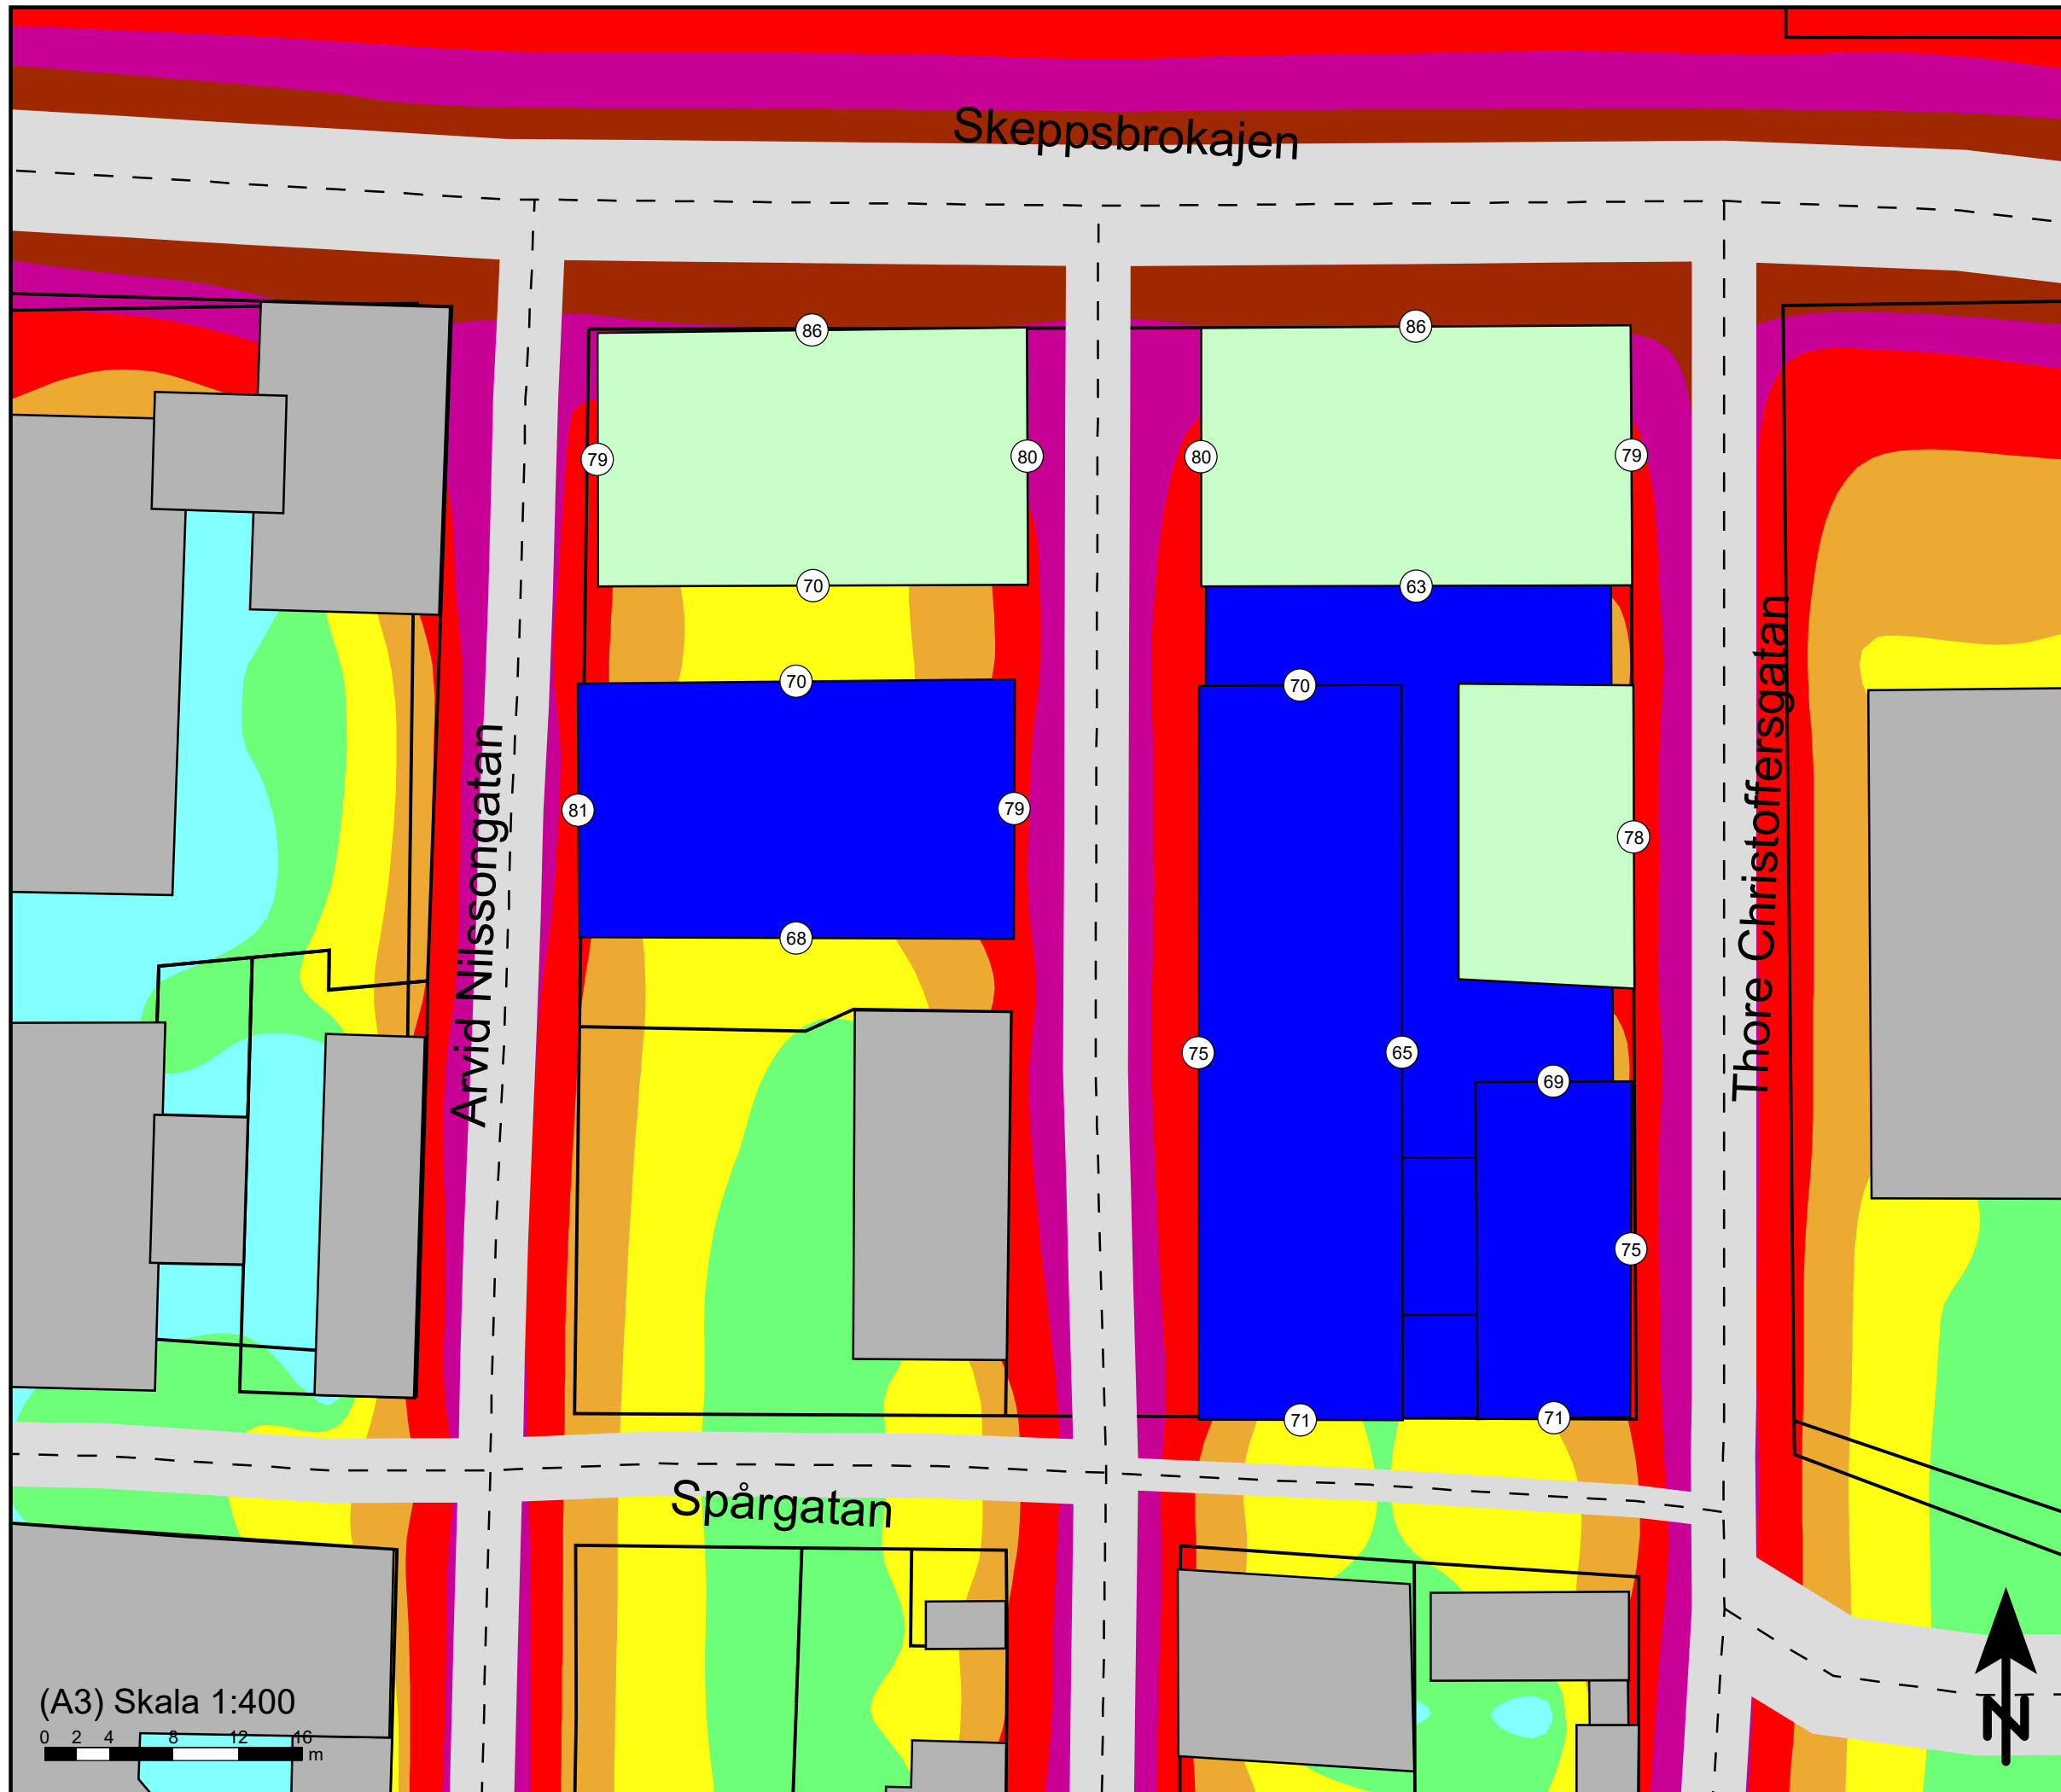 Skeppsbrokajen
86
86
79
80
80
79
70
63
70
70
81
79
78
68
75
65
69
75
71
71
Arvid Nilssongatan
Thore Christoffersgatan
Spårgatan
(A3) Skala 1:400
0 2 4 8 12 16
m
N